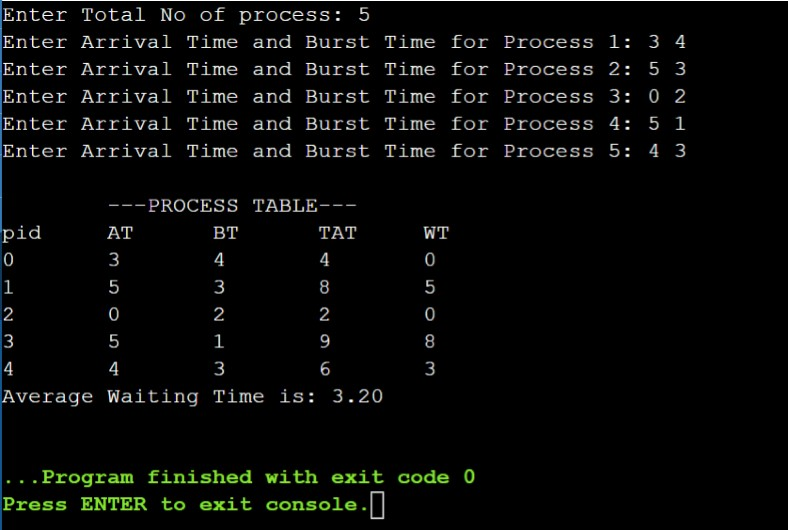 Enter Total No of process: 5
Enter Arrival Time and Burst Time for Process 1: 3 4
Enter Arrival Time and Burst Time for Process 2: 5 3
Enter Arrival Time and Burst Time for Process 3: 0 2
Enter Arrival Time and Burst Time for Process 4: 5 1
Enter Arrival Time and Burst Time for Process 5: 4 3
---PROCESS TABLE---
pid AT BT TAT WT
0 3 4 4 0
1 5 3 8 5
2 0 2 2 0
3 5 1 9 8
4 4 3 6 3
Average Waiting Time is: 3.20
...Program finished with exit code 0
Press ENTER to exit console.